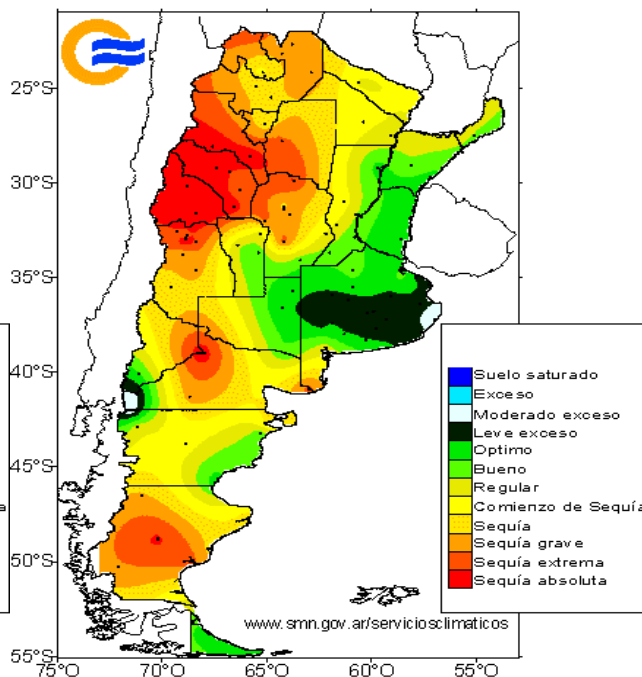 25°S
30°S
35°S
40°S
45°S
50°S
55°S
75°O
70°O
65°O
60°O
55°O
a
Suelo saturado
Exceso
Moderado exceso
Leve exceso
Optimo
Bueno
Regular
Comienzo de Sequía
Sequía
Sequía grave
Sequía extrema
Sequía absoluta
www.smn.gov.ar/serviciosclimaticos